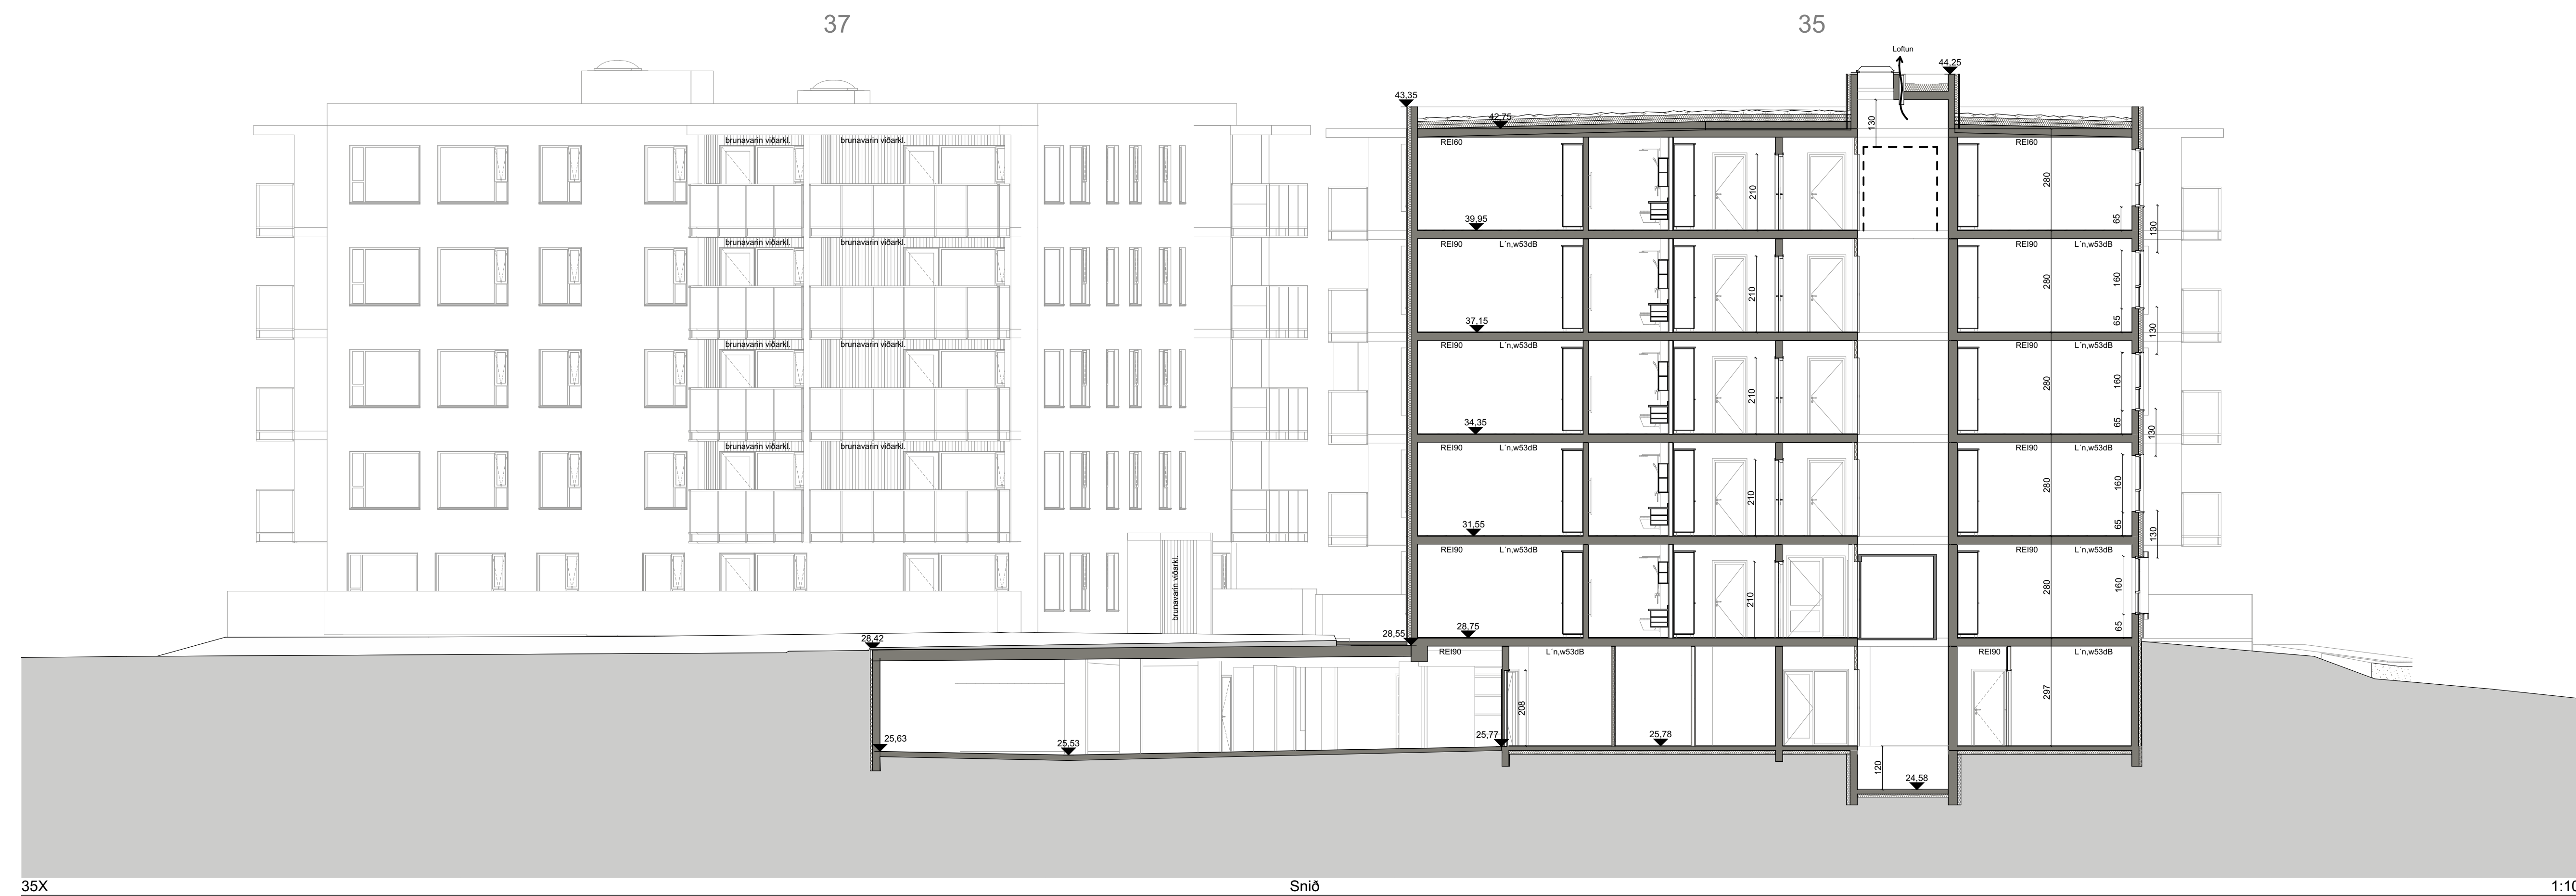 37 35
Loftun
44,25
43,35
42,75
130
brunavarin viðarkl. brunavarin viðarkl.
REI60 REI60
210 280
65 130
39,95
brunavarin viðarkl. brunavarin viðarkl.
REI90 L´n,w53dB REI90 L´n,w53dB
210 280 160
65 130
37,15
brunavarin viðarkl. brunavarin viðarkl.
REI90 L´n,w53dB REI90 L´n,w53dB
210 280 160
65 130
34,35
brunavarin viðarkl. brunavarin viðarkl.
REI90 L´n,w53dB REI90 L´n,w53dB
210 280 160
65 130
31,55
REI90 L´n,w53dB REI90 L´n,w53dB
brunavarin viðarkl.
210 280 160
65
28,42 28,55 28,75
REI90 L´n,w53dB REI90 L´n,w53dB
208 297
25,63 25,53 25,77 25,78
120
24,58
35X Snið 1:10